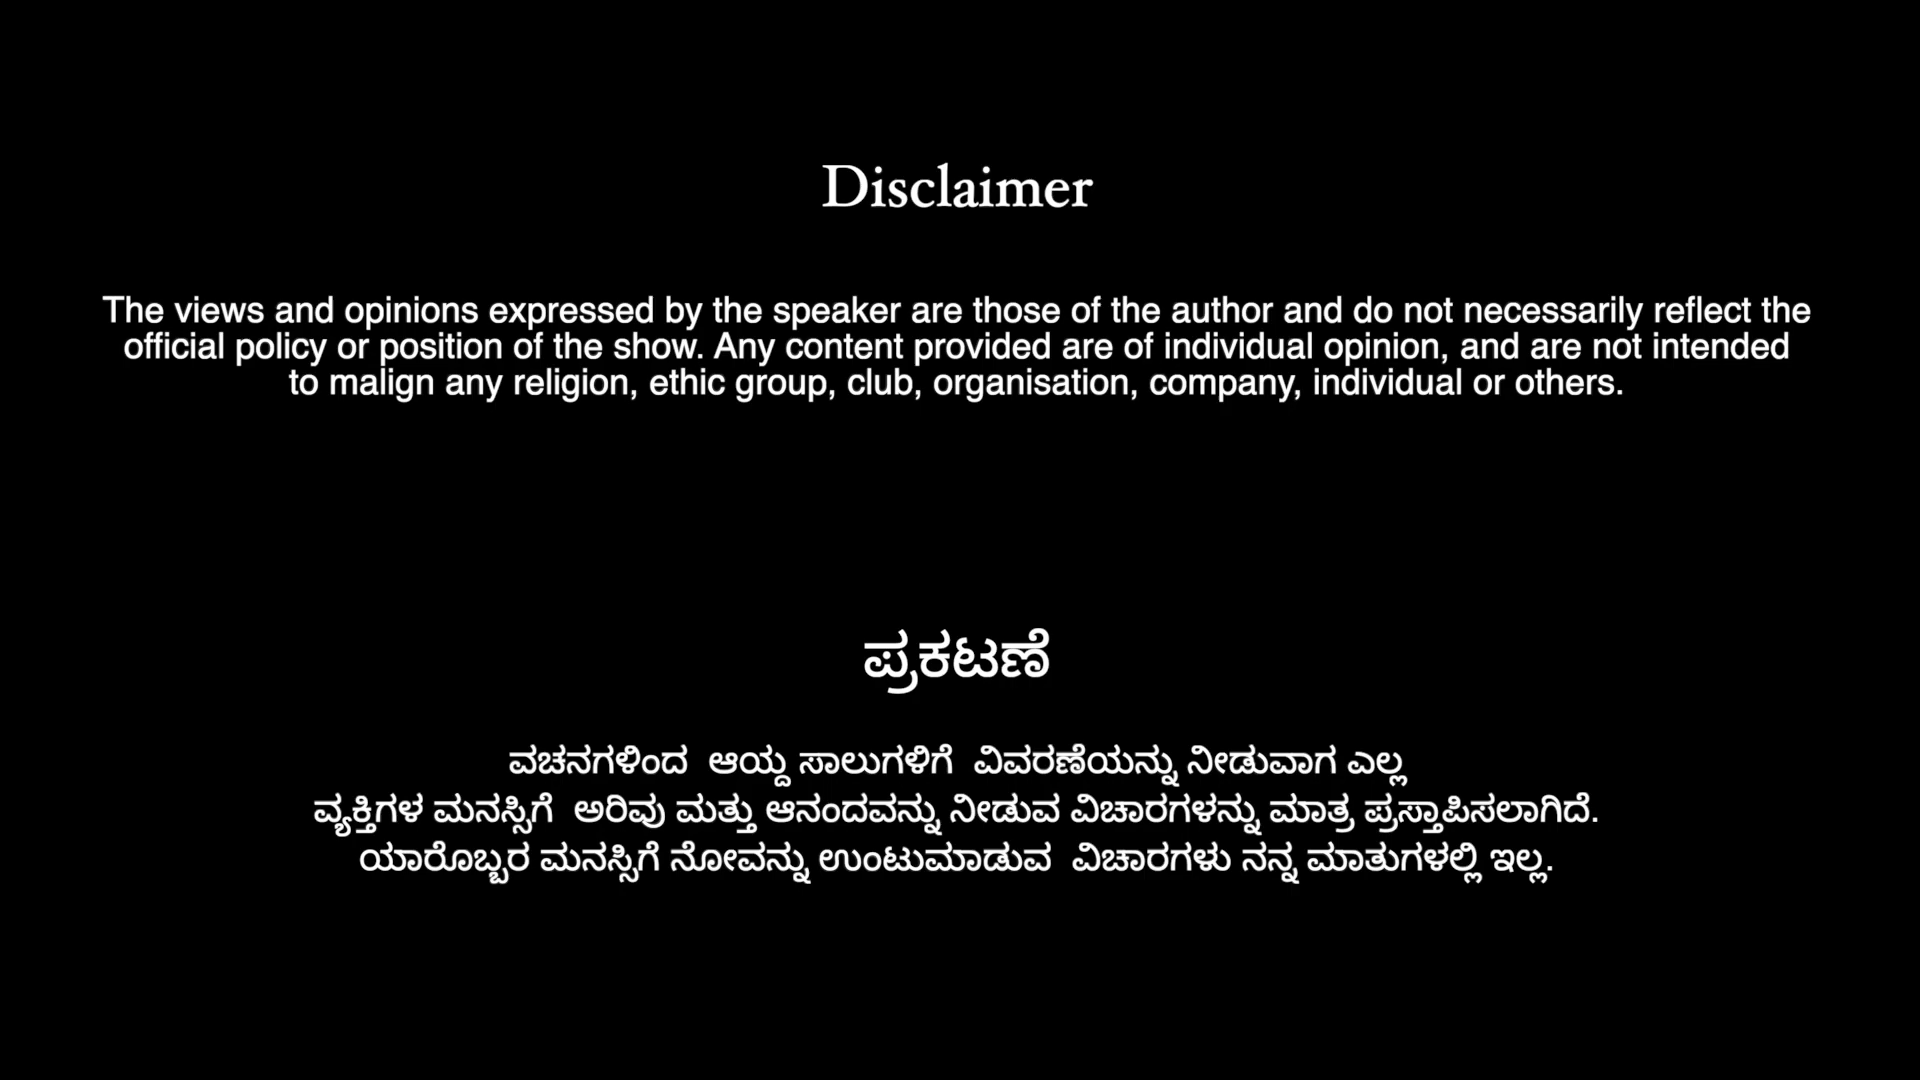 Disclaimer
The views and opinions expressed by the speaker are those of the author and do not necessarily reflect the
official policy or position of the show. Any content provided are of individual opinion, and are not intended
to malign any religion, ethic group, club, organisation, company, individual or others.
ಪ್ರಕಟಣೆ
ವಚನಗಳಿಂದ ಆಯ್ದ ಸಾಲುಗಳಿಗೆ ವಿವರಣೆಯನ್ನು ನೀಡುವಾಗ ಎಲ್ಲ
ವ್ಯಕ್ತಿಗಳ ಮನಸ್ಸಿಗೆ ಅರಿವು ಮತ್ತು ಆನಂದವನ್ನು ನೀಡುವ ವಿಚಾರಗಳನ್ನು ಮಾತ್ರ ಪ್ರಸ್ತಾಪಿಸಲಾಗಿದೆ.
ಯಾರೊಬ್ಬರ ಮನಸ್ಸಿಗೆ ನೋವನ್ನು ಉಂಟುಮಾಡುವ ವಿಚಾರಗಳು ನನ್ನ ಮಾತುಗಳಲ್ಲಿ ಇಲ್ಲ.